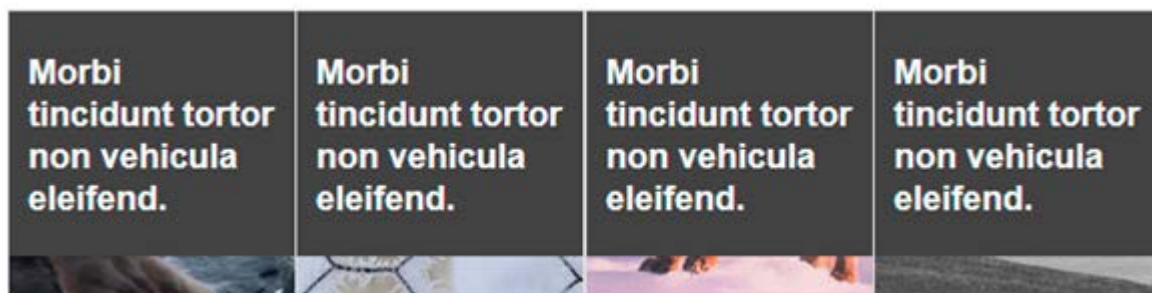 Morbi
tincidunt tortor
non vehicula
eleifend.
Morbi
tincidunt tortor
non vehicula
eleifend.
Morbi
tincidunt tortor
non vehicula
eleifend.
Morbi
tincidunt tortor
non vehicula
eleifend.